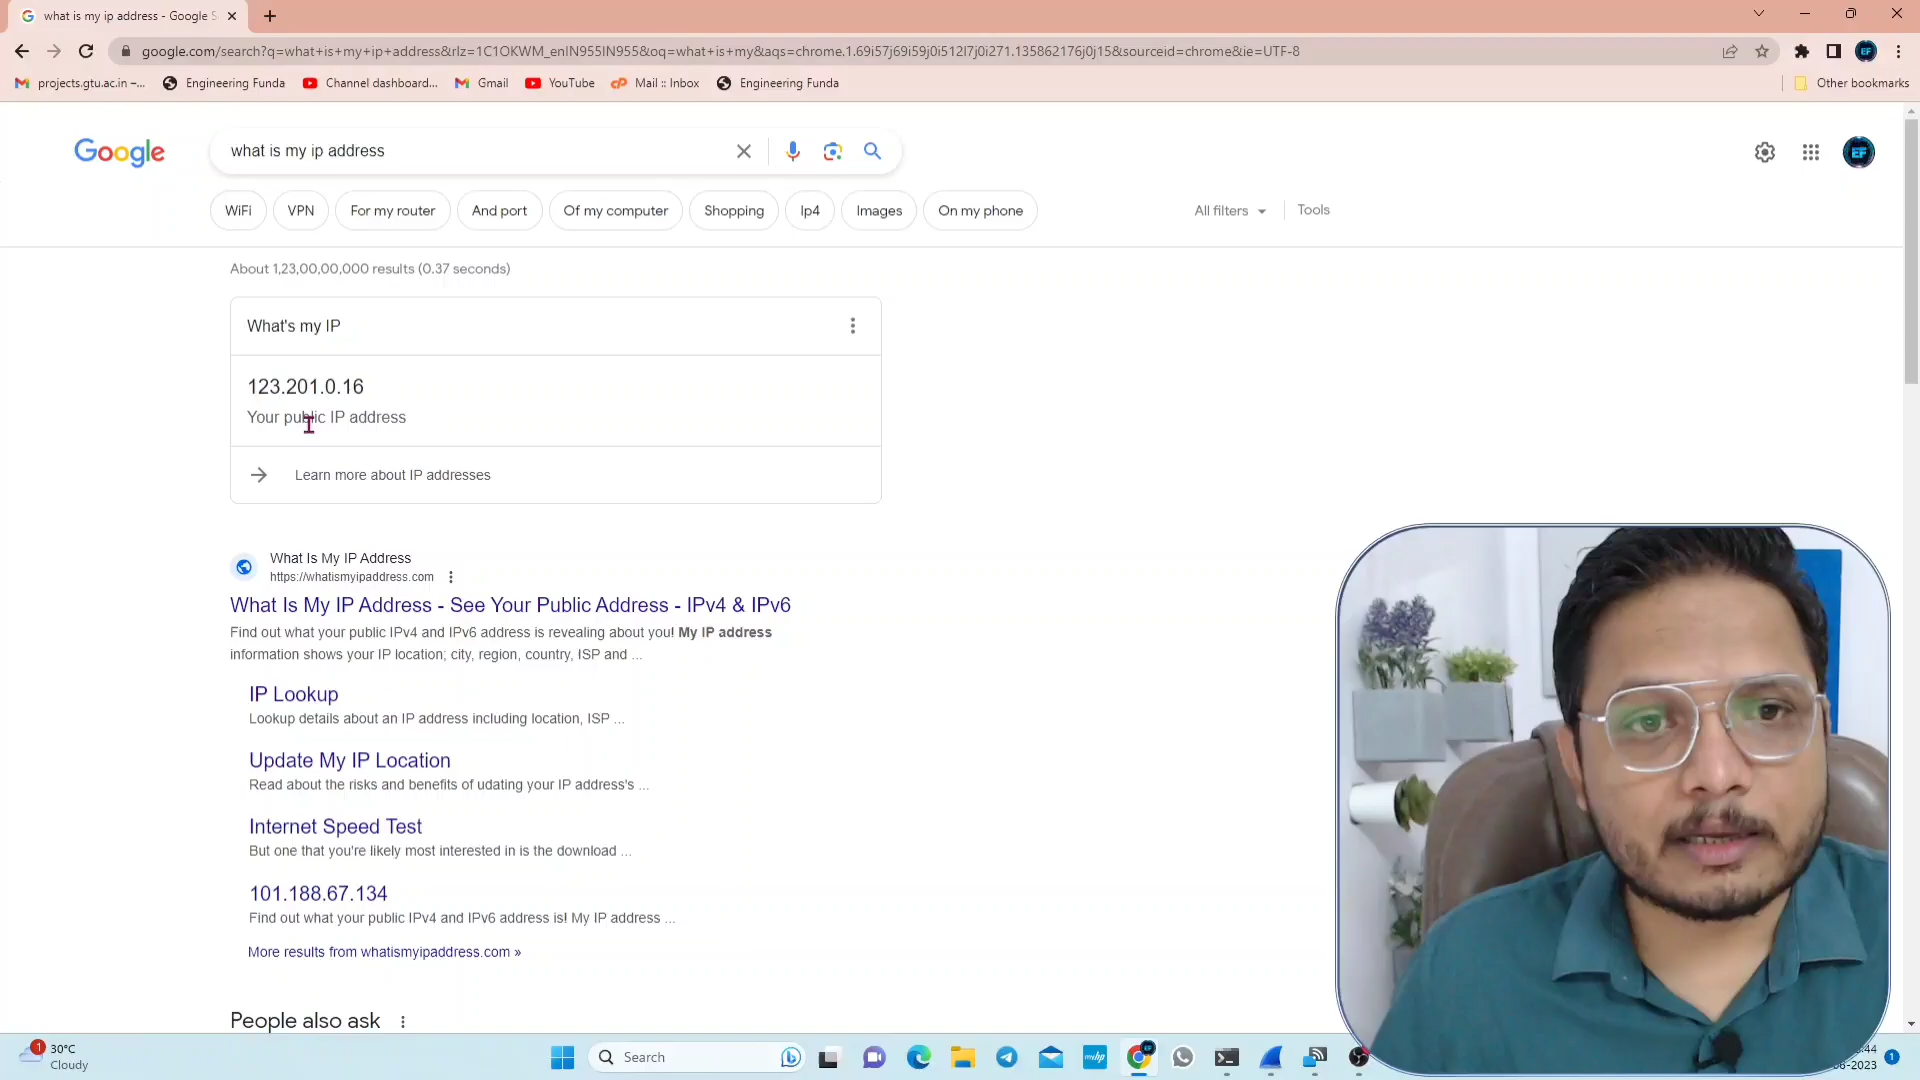 what is my ip address - Google S
google.com/search?q=what+is+my+ip+address&rlz=1C1OKWM_enIN955IN955&oq=what+is+my&aqs=chrome.1.69i57j69i59j0i512l7j0i271.135862176j0j15&sourceid=chrome&ie=UTF-8
projects.gtu.ac.in –...
Engineering Funda
Channel dashboard...
Gmail
YouTube
Mail :: Inbox
Engineering Funda
Other bookmarks
Google
what is my ip address
EF
WiFi
VPN
For my router
And port
Of my computer
Shopping
Ip4
Images
On my phone
All filters
Tools
About 1,23,00,00,000 results (0.37 seconds)
What's my IP
123.201.0.16
Your public IP address
Learn more about IP addresses
What Is My IP Address
https://whatismyipaddress.com
What Is My IP Address - See Your Public Address - IPv4 & IPv6
Find out what your public IPv4 and IPv6 address is revealing about you! My IP address
information shows your IP location; city, region, country, ISP and ...
IP Lookup
Lookup details about an IP address including location, ISP ...
Update My IP Location
Read about the risks and benefits of udating your IP address's ...
Internet Speed Test
But one that you're likely most interested in is the download ...
101.188.67.134
Find out what your public IPv4 and IPv6 address is! My IP address ...
More results from whatismyipaddress.com »
People also ask
1
30°C
Cloudy
Search
mhp
:44
-2023
1